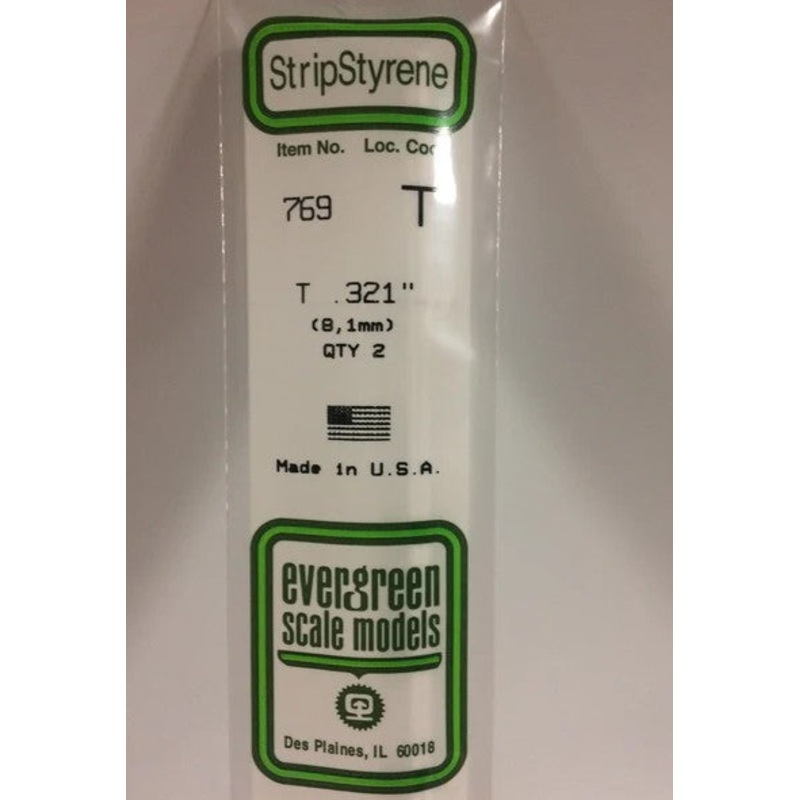 StripStyrene
Item No. Loc.
769 T
T .321"
(8,1mm)
QTY 2
Made in U.S.A.
evergreen
scale models
Des Plaines, IL 60018